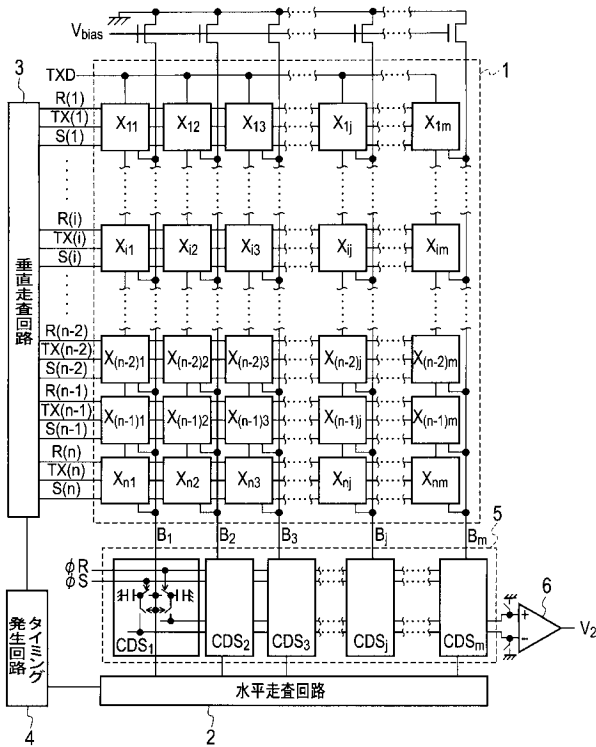 Vbias
3
1
TXD
R(1)
TX(1)
S(1)
X11 X12 X13 X1j X1m
R(i)
TX(i)
S(i)
Xi1 Xi2 Xi3 Xij Xim
垂直走査回路
R(n-2)
TX(n-2)
S(n-2)
X(n-2)1 X(n-2)2 X(n-2)3 X(n-2)j X(n-2)m
R(n-1)
TX(n-1)
S(n-1)
X(n-1)1 X(n-1)2 X(n-1)3 X(n-1)j X(n-1)m
R(n)
TX(n)
S(n)
Xn1 Xn2 Xn3 Xnj Xnm
B1 B2 B3 Bj Bm
5
φR
φS
CDS1 CDS2 CDS3 CDSj CDSm
+
−
6
V2
タイミング
発生回路
4
水平走査回路
2